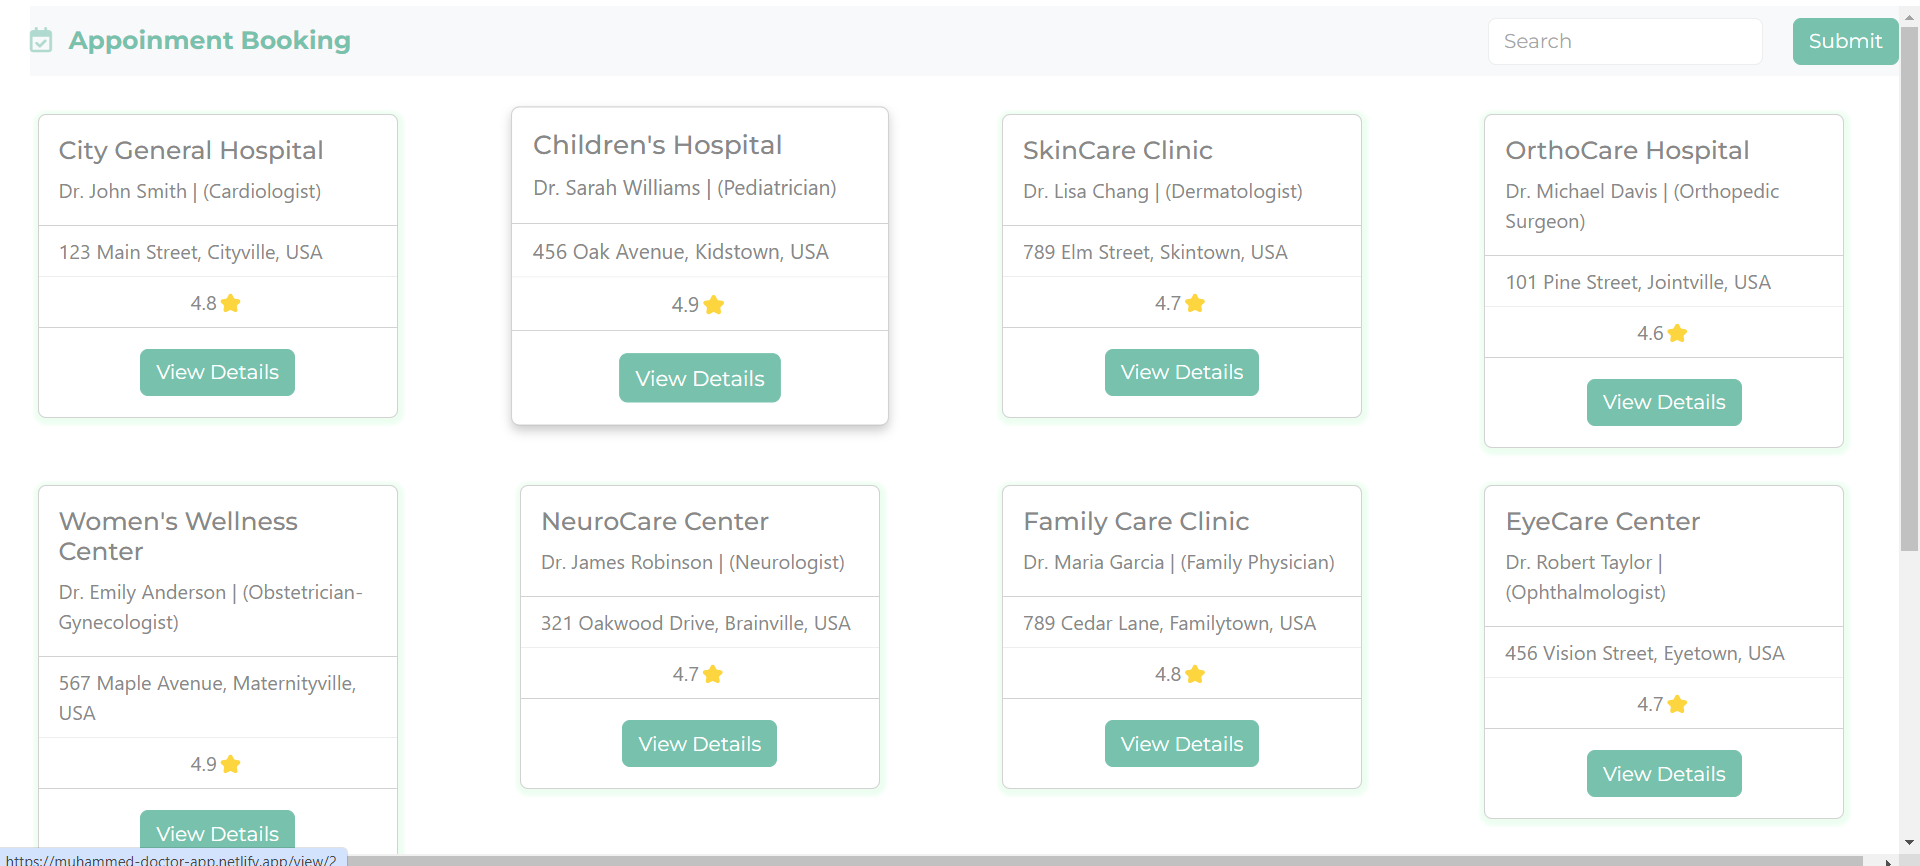 Appoinment Booking
Search
Submit
City General Hospital
Dr. John Smith | (Cardiologist)
123 Main Street, Cityville, USA
4.8
View Details
Children's Hospital
Dr. Sarah Williams | (Pediatrician)
456 Oak Avenue, Kidstown, USA
4.9
View Details
SkinCare Clinic
Dr. Lisa Chang | (Dermatologist)
789 Elm Street, Skintown, USA
4.7
View Details
OrthoCare Hospital
Dr. Michael Davis | (Orthopedic
Surgeon)
101 Pine Street, Jointville, USA
4.6
View Details
Women's Wellness
Center
Dr. Emily Anderson | (Obstetrician-
Gynecologist)
567 Maple Avenue, Maternityville,
USA
4.9
View Details
NeuroCare Center
Dr. James Robinson | (Neurologist)
321 Oakwood Drive, Brainville, USA
4.7
View Details
Family Care Clinic
Dr. Maria Garcia | (Family Physician)
789 Cedar Lane, Familytown, USA
4.8
View Details
EyeCare Center
Dr. Robert Taylor |
(Ophthalmologist)
456 Vision Street, Eyetown, USA
4.7
View Details
https://muhammed-doctor-app.netlify.app/view/2